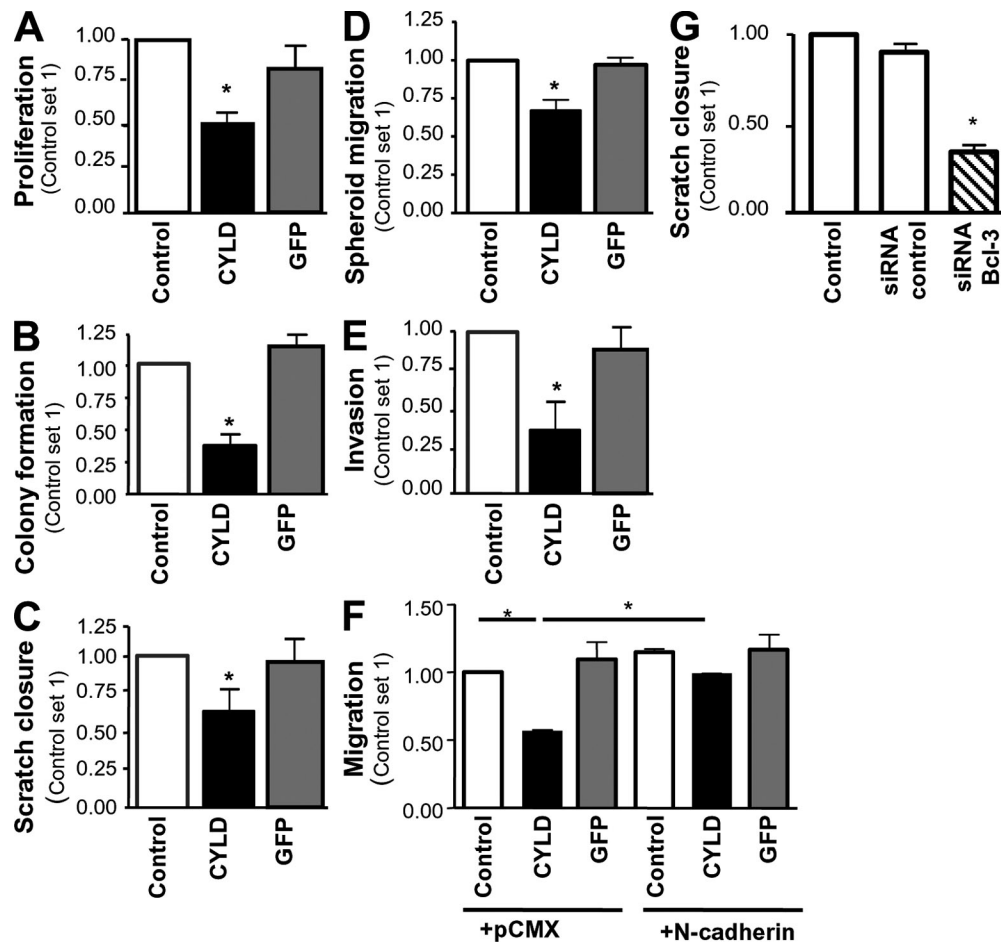 A
Proliferation
(Control set 1)
1.00
0.75
0.50
0.25
0.00
*
Control
CYLD
GFP
B
Colony formation
(Control set 1)
1.25
1.00
0.75
0.50
0.25
0.00
*
Control
CYLD
GFP
C
Scratch closure
(Control set 1)
1.25
1.00
0.75
0.50
0.25
0.00
*
Control
CYLD
GFP
D
Spheroid migration
(Control set 1)
1.25
1.00
0.75
0.50
0.25
0.00
*
Control
CYLD
GFP
E
Invasion
(Control set 1)
1.00
0.75
0.50
0.25
0.00
*
Control
CYLD
GFP
F
Migration
(Control set 1)
1.50
1.00
0.50
0.00
*
*
Control
CYLD
GFP
Control
CYLD
GFP
+pCMX
+N-cadherin
G
Scratch closure
(Control set 1)
1.00
0.50
0.00
*
Control
siRNA
control
siRNA
Bcl-3